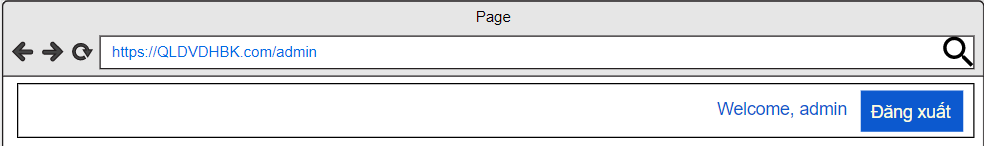 Page
https://QLDVDHBK.com/admin
Welcome, admin Đăng xuất